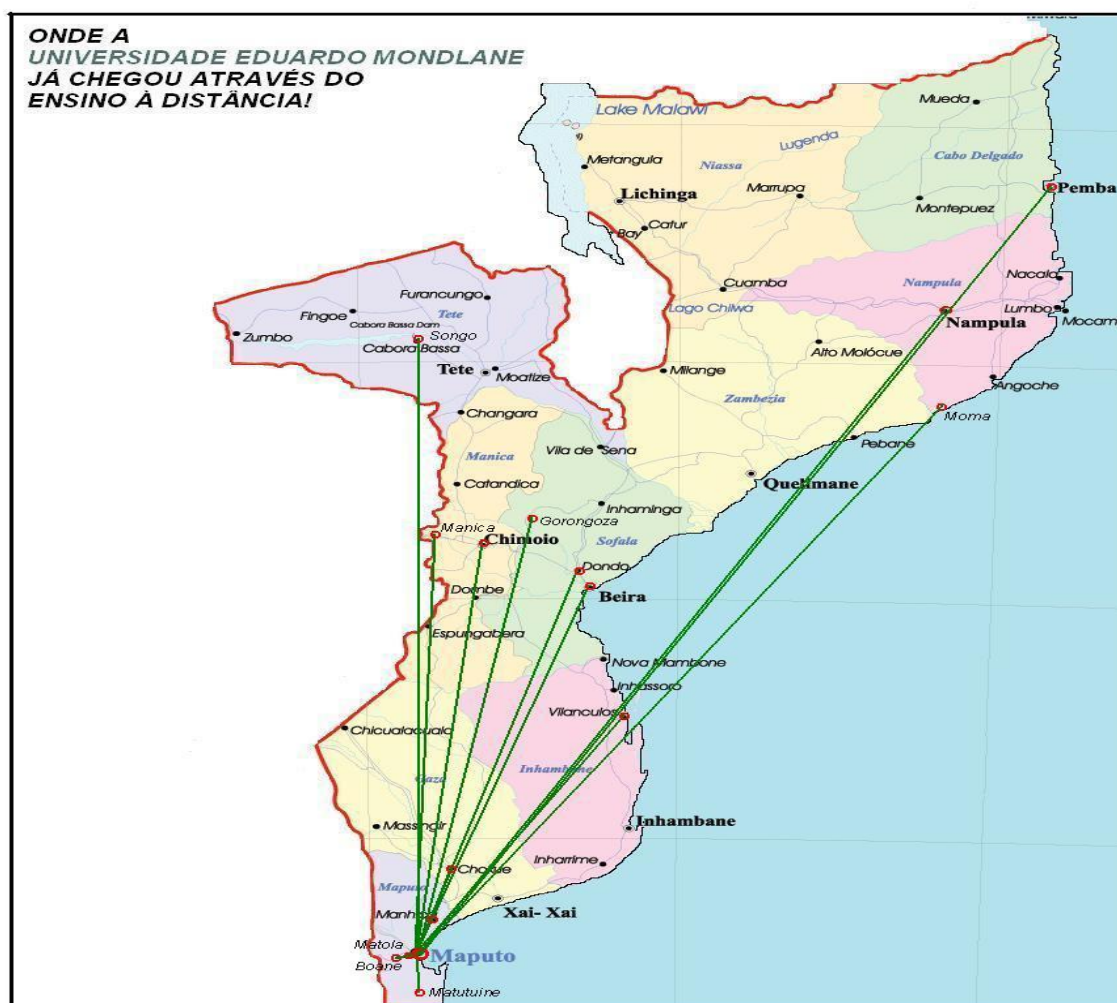 ONDE A
UNIVERSIDADE EDUARDO MONDLANE
JÁ CHEGOU ATRAVÉS DO
ENSINO À DISTÂNCIA!
Mueda
Lake Malawi
Lugenda
Cabo Delgado
Metangula
Niassa
Lichinga
Marrupa
Pemba
Montepuez
Catur
Bay
Nacala
Cuamba
Nampula
Furancungo
Lago Chilwa
Lumbo
Fingoe
Tete
Nampula
Mocam
Cabora Bassa Dam
Zumbo
Songo
Cabora Bassa
Alto Molócue
Tete
Moatize
Milange
Angoche
Zambezia
Changara
Moma
Pebane
Vila de Sena
Manica
Catandica
Quelimane
Inhaminga
Gorongoza
Manica
Chimoio
Sofala
Dondo
Dombe
Beira
Espungabera
Nova Mambone
Inhassoro
Vilanculos
Chicualacuala
Inhambane
Gaza
Massingir
Inhambane
Inharrime
Chokue
Maputo
Xai- Xai
Matola
Maputo
Boane
Matutuine